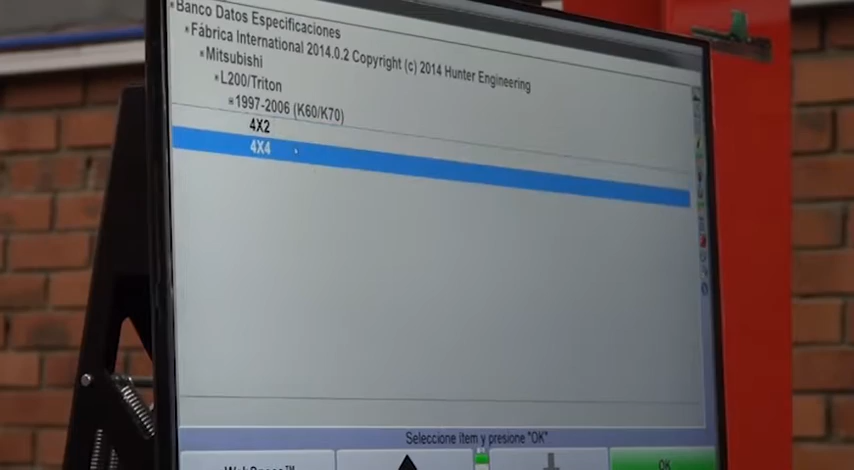 *Banco Datos Especificaciones
*Fábrica International 2014.0.2 Copyright (c) 2014 Hunter Engineering
*Mitsubishi
*L200/Triton
*1997-2006 (K60/K70)
4X2
4X4
Seleccione ítem y presione "OK"
OK